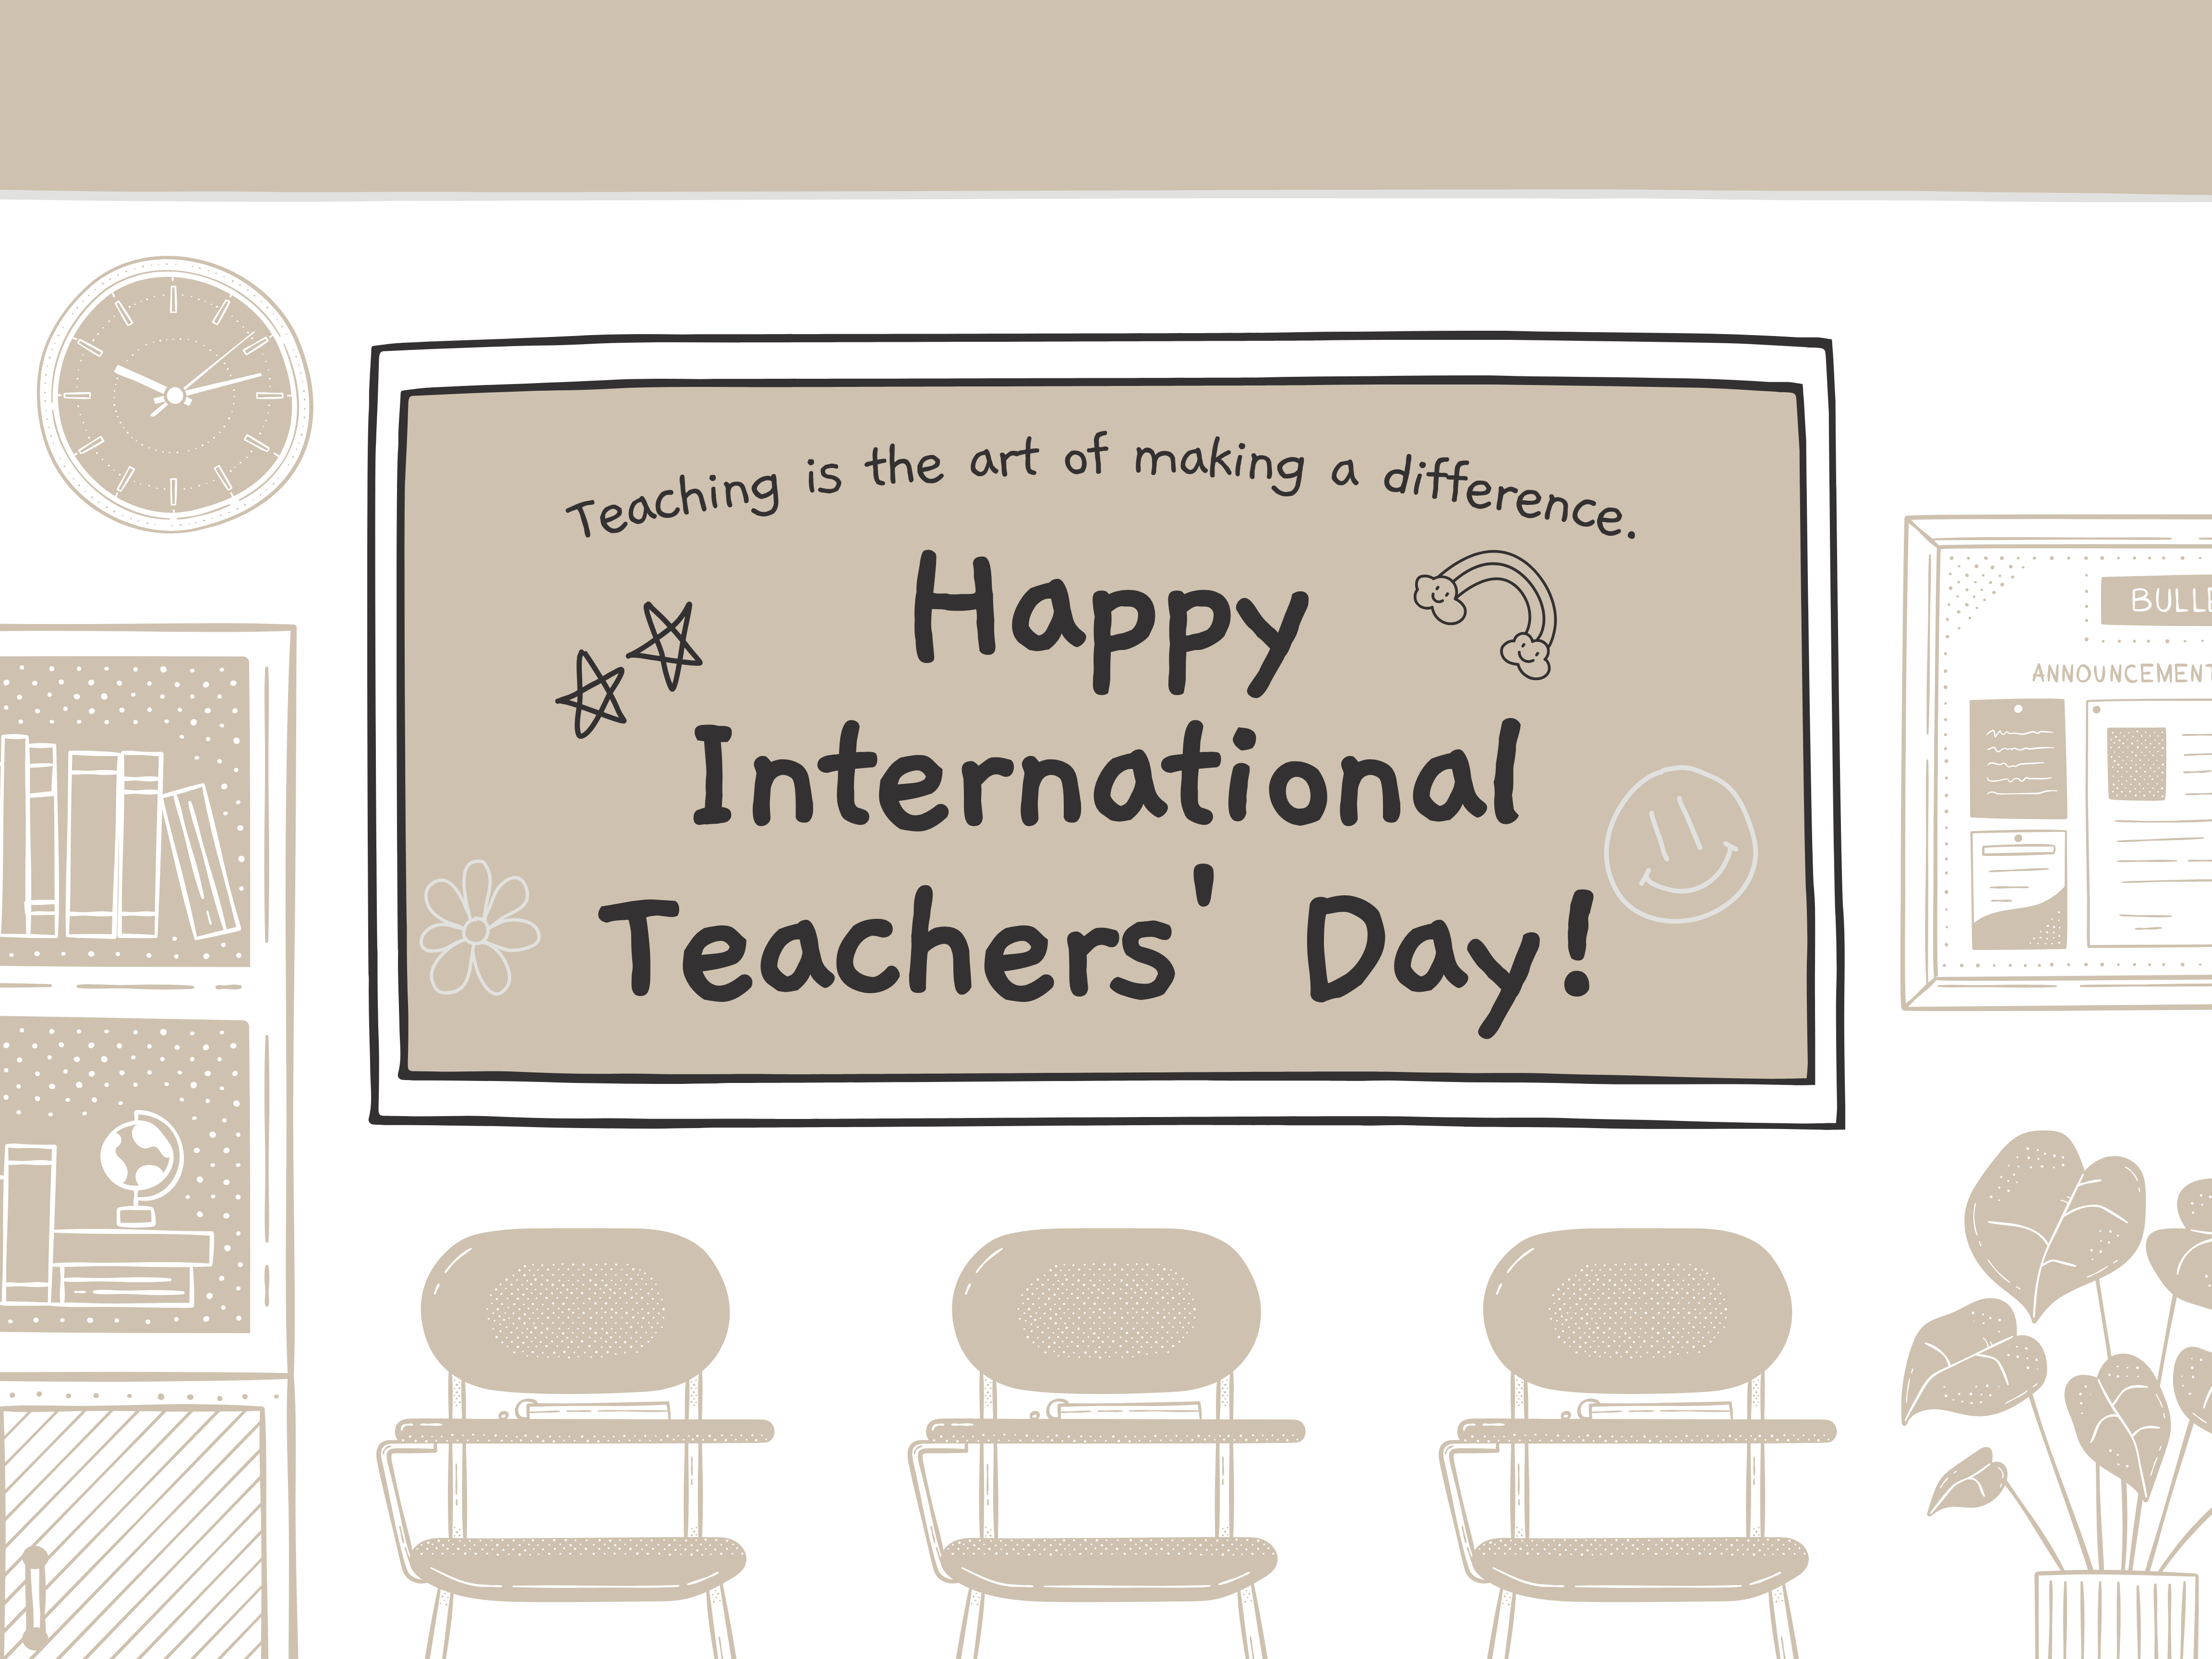 Teaching is the art of making a difference.
Happy
International
Teachers' Day!
ANNOUNCEMENT